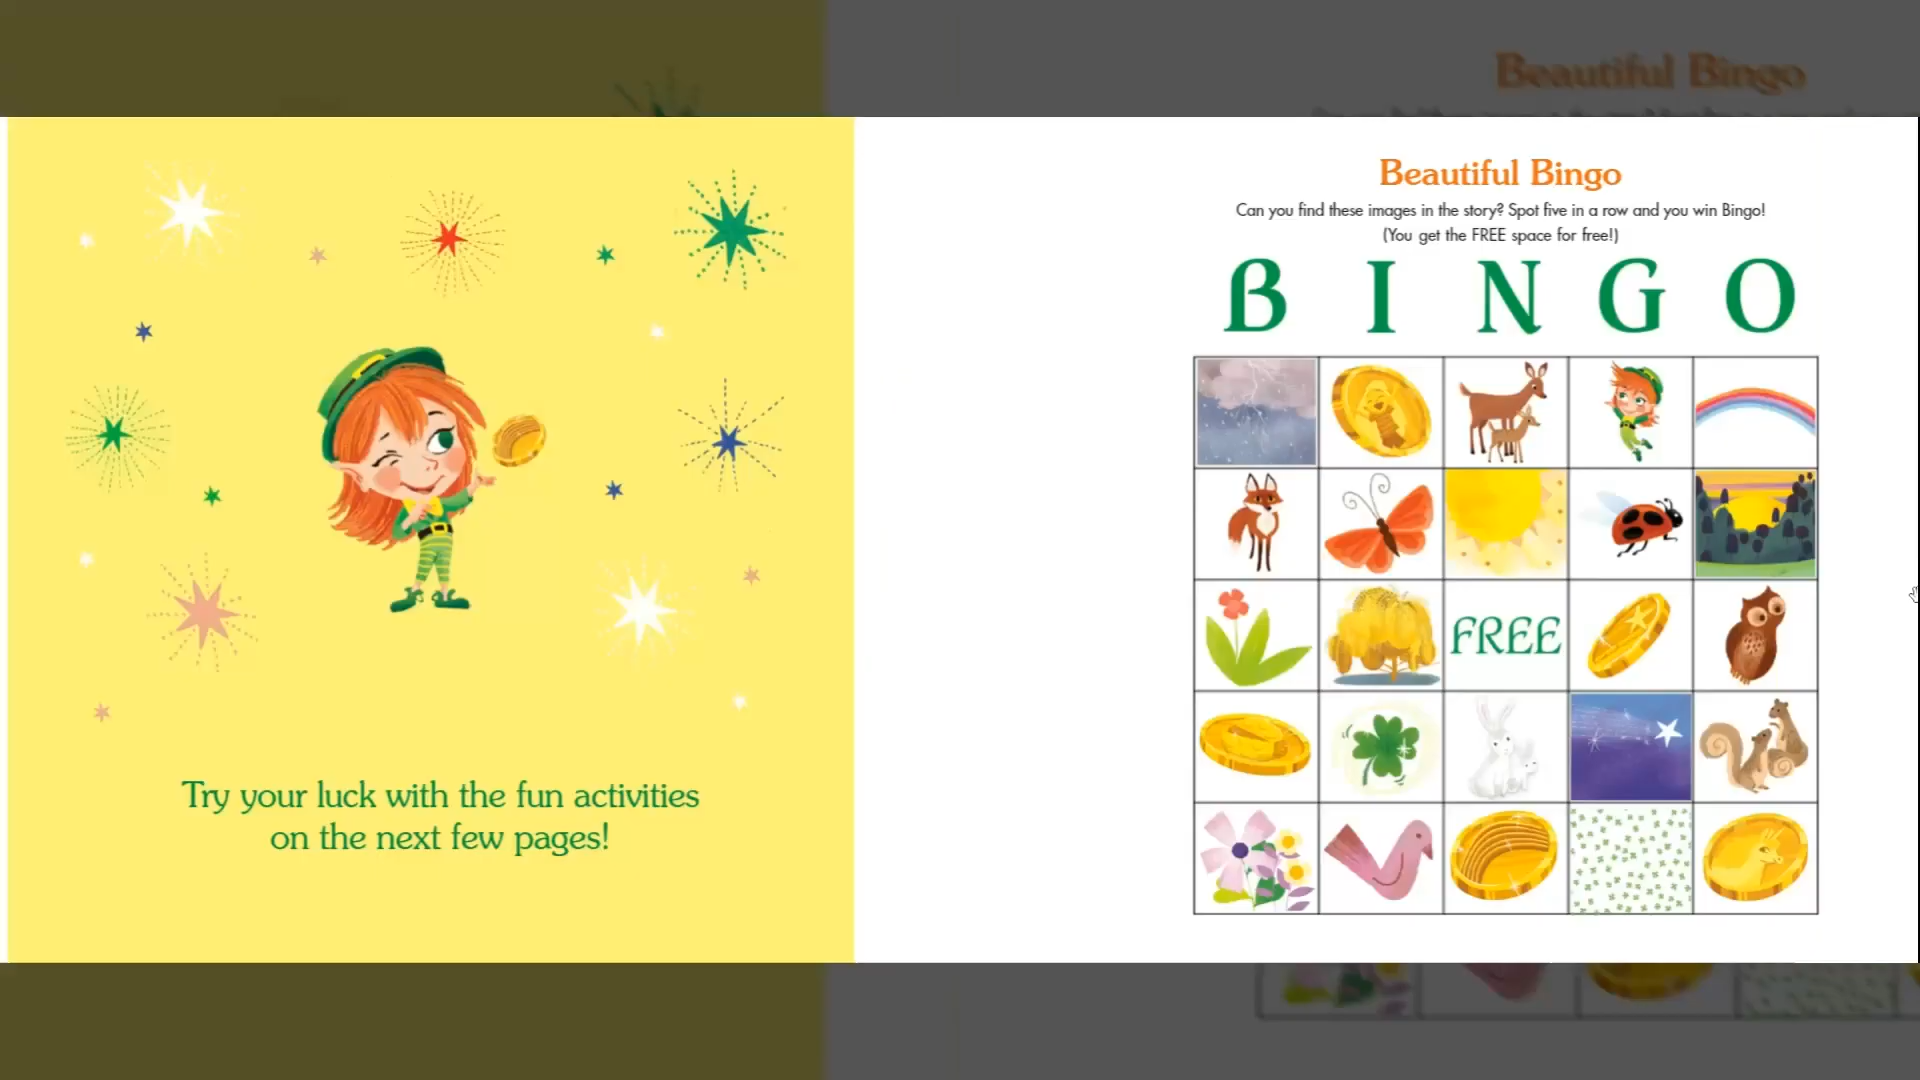 Beautiful Bingo
Try your luck with the fun activities
on the next few pages!
Beautiful Bingo
Can you find these images in the story? Spot five in a row and you win Bingo!
(You get the FREE space for free!)
B I N G O
FREE